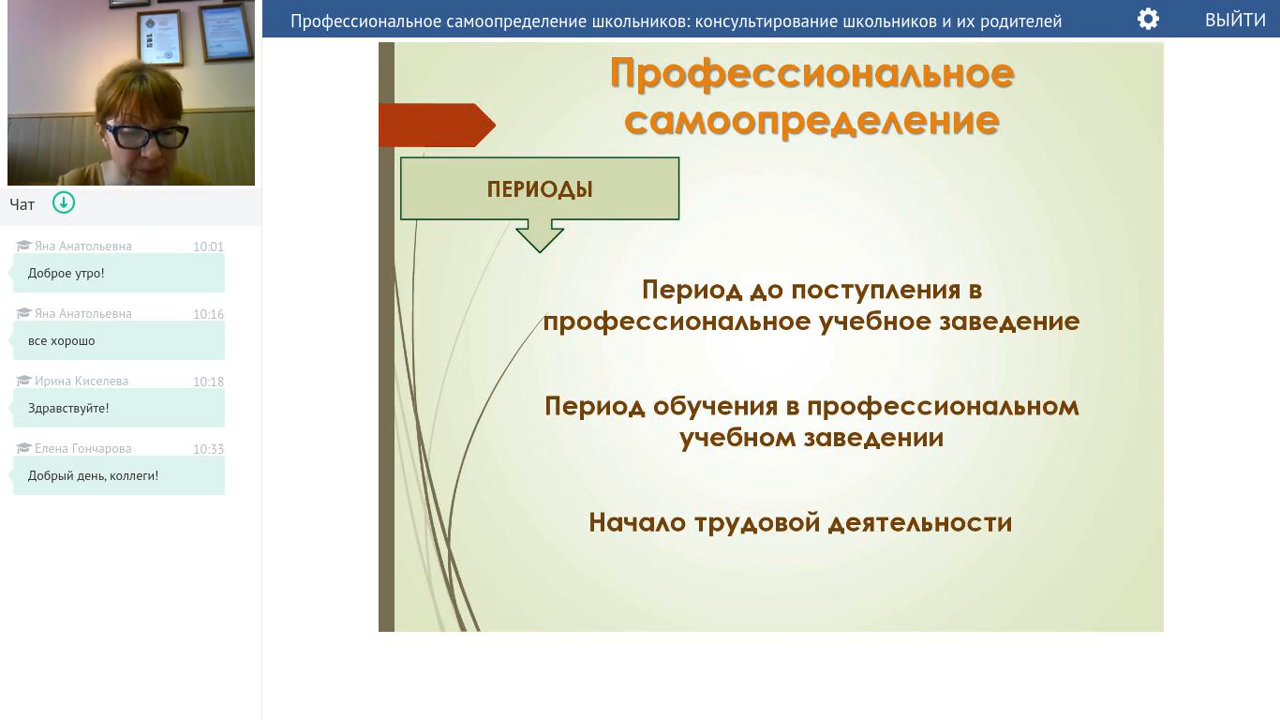 Профессиональное самоопределение школьников: консультирование школьников и их родителей
ВЫЙТИ
Чат
Яна Анатольевна 10:01
Доброе утро!
Яна Анатольевна 10:16
все хорошо
Ирина Киселева 10:18
Здравствуйте!
Елена Гончарова 10:33
Добрый день, коллеги!
Профессиональное
самоопределение
ПЕРИОДЫ
Период до поступления в
профессиональное учебное заведение
Период обучения в профессиональном
учебном заведении
Начало трудовой деятельности